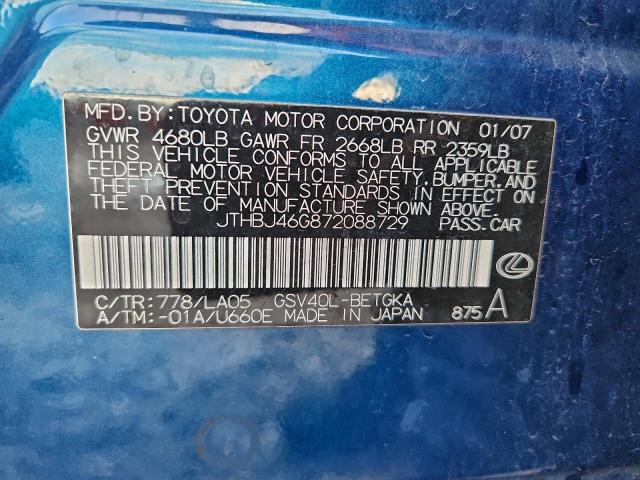 MFD. BY: TOYOTA MOTOR CORPORATION 01/07
GVWR 4680LB GAWR FR 2668LB RR 2359LB
THIS VEHICLE CONFORMS TO ALL APPLICABLE
FEDERAL MOTOR VEHICLE SAFETY, BUMPER, AND
THEFT PREVENTION STANDARDS IN EFFECT ON
THE DATE OF MANUFACTURE SHOWN ABOVE.
JTHBJ46G872088729 PASS. CAR
C/TR: 778/LA05 GSV40L-BETGKA
A/TM: -01A/U660E MADE IN JAPAN 875A